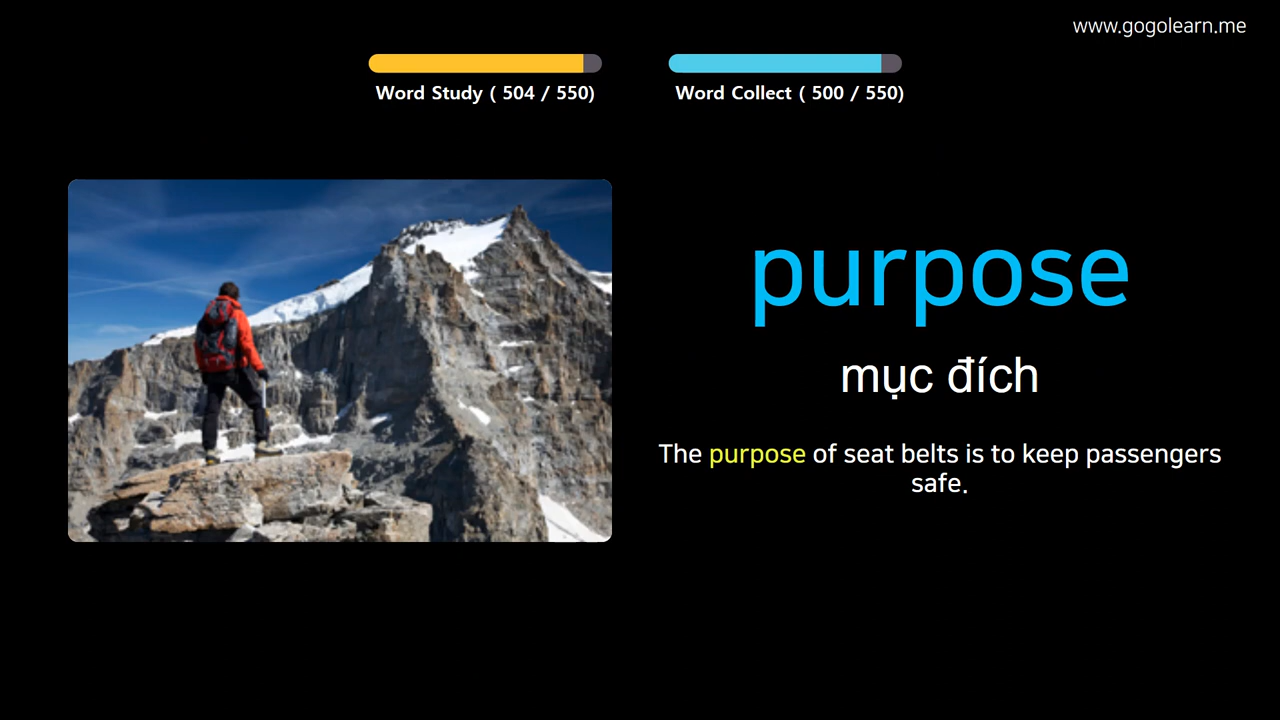 www.gogolearn.me
Word Study ( 504 / 550)
Word Collect ( 500 / 550)
purpose
mục đích
The purpose of seat belts is to keep passengers
safe.